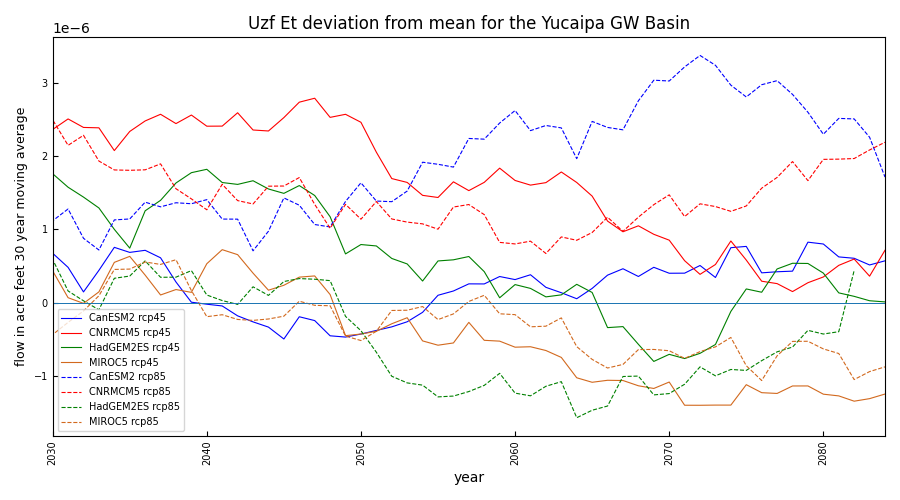 Uzf Et deviation from mean for the Yucaipa GW Basin
1e−6
flow in acre feet 30 year moving average
3
2
1
0
−1
CanESM2 rcp45
CNRMCM5 rcp45
HadGEM2ES rcp45
MIROC5 rcp45
CanESM2 rcp85
CNRMCM5 rcp85
HadGEM2ES rcp85
MIROC5 rcp85
2030
2040
2050
2060
2070
2080
year